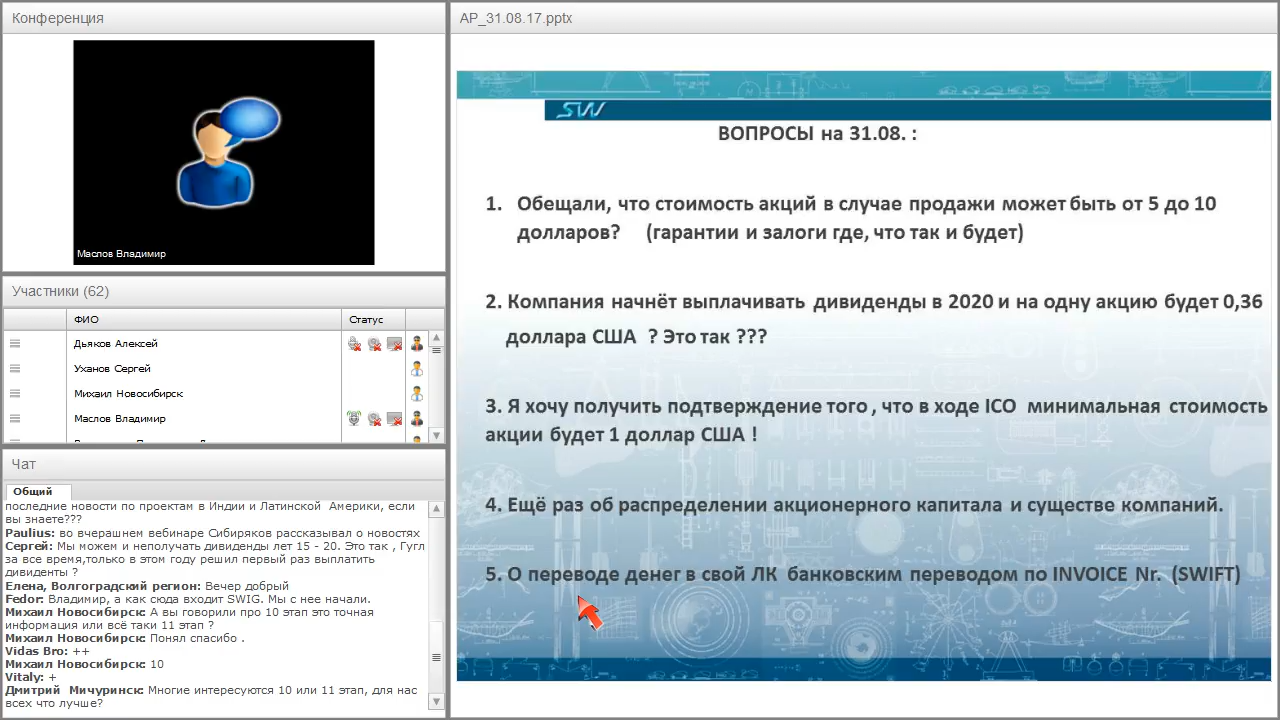 Конференция
Маслов Владимир
Участники (62)
ФИО
Статус
Дьяков Алексей
Уханов Сергей
Михаил Новосибирск
Маслов Владимир
Чат
Общий
последние новости по проектам в Индии и Латинской Америки, если
вы знаете???
Paulius: во вчерашнем вебинаре Сибиряков рассказывал о новостях
Сергей: Мы можем и неполучать дивиденды лет 15 - 20. Это так , Гугл
за все время,только в этом году решил первый раз выплатить
дивиденты ?
Елена, Волгоградский регион: Вечер добрый
Fedor: Владимир, а как сюда входит SWIG. Мы с нее начали.
Михаил Новосибирск: А вы говорили про 10 этап это точная
информация или всё таки 11 этап ?
Михаил Новосибирск: Понял спасибо .
Vidas Bro: ++
Михаил Новосибирск: 10
Vitaly: +
Дмитрий Мичуринск: Многие интересуются 10 или 11 этап, для нас
всех что лучше?
AP_31.08.17.pptx
SW
ВОПРОСЫ на 31.08. :
1. Обещали, что стоимость акций в случае продажи может быть от 5 до 10
долларов? (гарантии и залоги где, что так и будет)
2. Компания начнёт выплачивать дивиденды в 2020 и на одну акцию будет 0,36
доллара США ? Это так ???
3. Я хочу получить подтверждение того , что в ходе ICO минимальная стоимость
акции будет 1 доллар США !
4. Ещё раз об распределении акционерного капитала и существе компаний.
5. О переводе денег в свой ЛК банковским переводом по INVOICE Nr. (SWIFT)